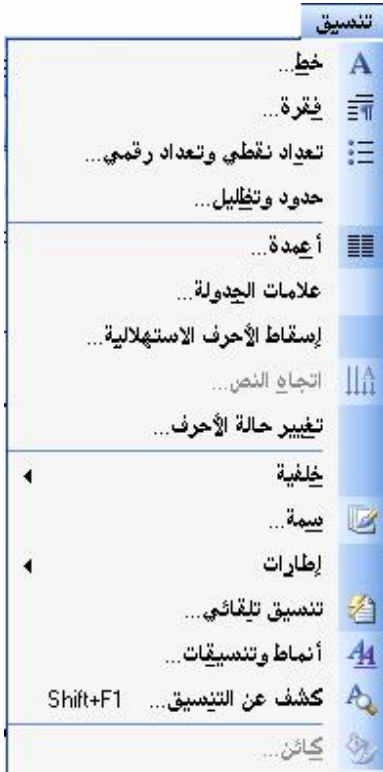 تنسيق
خط...
فقرة...
تعداد نقطي وتعداد رقمي...
حدود وتظليل...
أعمدة...
علامات الجدولة...
إسقاط الأحرف الاستهلالية...
اتجاه النص...
تغيير حالة الأحرف...
خلفية
سمة...
إطارات
تنسيق تلقائي...
أنماط وتنسيقات...
كشف عن التنسيق... Shift+F1
كائن...